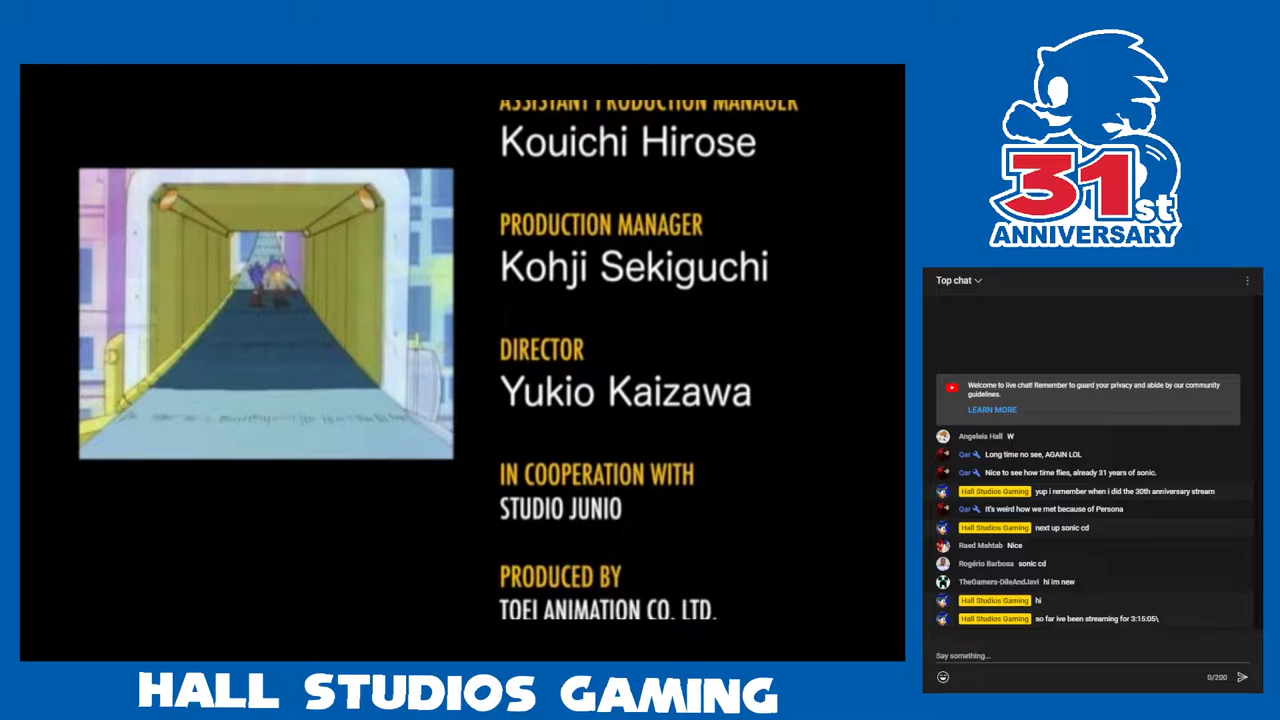 ASSISTANT PRODUCTION MANAGER
Kouichi Hirose
PRODUCTION MANAGER
Kohji Sekiguchi
DIRECTOR
Yukio Kaizawa
IN COOPERATION WITH
STUDIO JUNIO
PRODUCED BY
TOEI ANIMATION CO. LTD.
HALL STUDIOS GAMING
31st
ANNIVERSARY
Top chat
Welcome to live chat! Remember to guard your privacy and abide by our community
guidelines.
LEARN MORE
Angeleia Hall W
Qar Long time no see, AGAIN LOL
Qar Nice to see how time flies, already 31 years of sonic.
Hall Studios Gaming yup i remember when i did the 30th anniversary stream
Qar It's weird how we met because of Persona
Hall Studios Gaming next up sonic cd
Raed Mahtab Nice
Rogério Barbosa sonic cd
TheGamers-DileAndJavi hi im new
Hall Studios Gaming hi
Hall Studios Gaming so far ive been streaming for 3:15:05\
Say something...
0/200